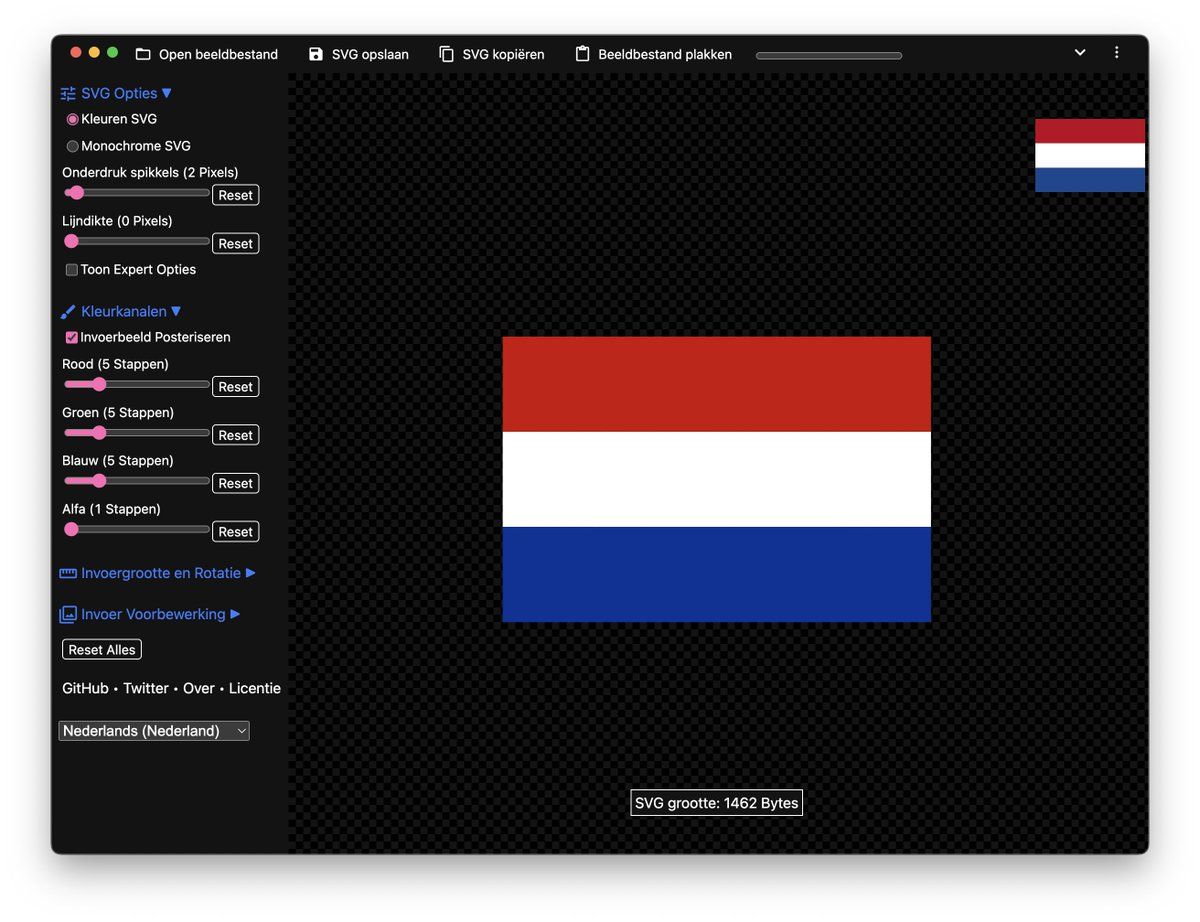 Open beeldbestand SVG opslaan SVG kopiëren Beeldbestand plakken
SVG Opties
Kleuren SVG
Monochrome SVG
Onderdruk spikkels (2 Pixels)
Reset
Lijndikte (0 Pixels)
Reset
Toon Expert Opties
Kleurkanalen
Invoerbeeld Posteriseren
Rood (5 Stappen)
Reset
Groen (5 Stappen)
Reset
Blauw (5 Stappen)
Reset
Alfa (1 Stappen)
Reset
Invoergrootte en Rotatie
Invoer Voorbewerking
Reset Alles
GitHub • Twitter • Over • Licentie
Nederlands (Nederland)
SVG grootte: 1462 Bytes